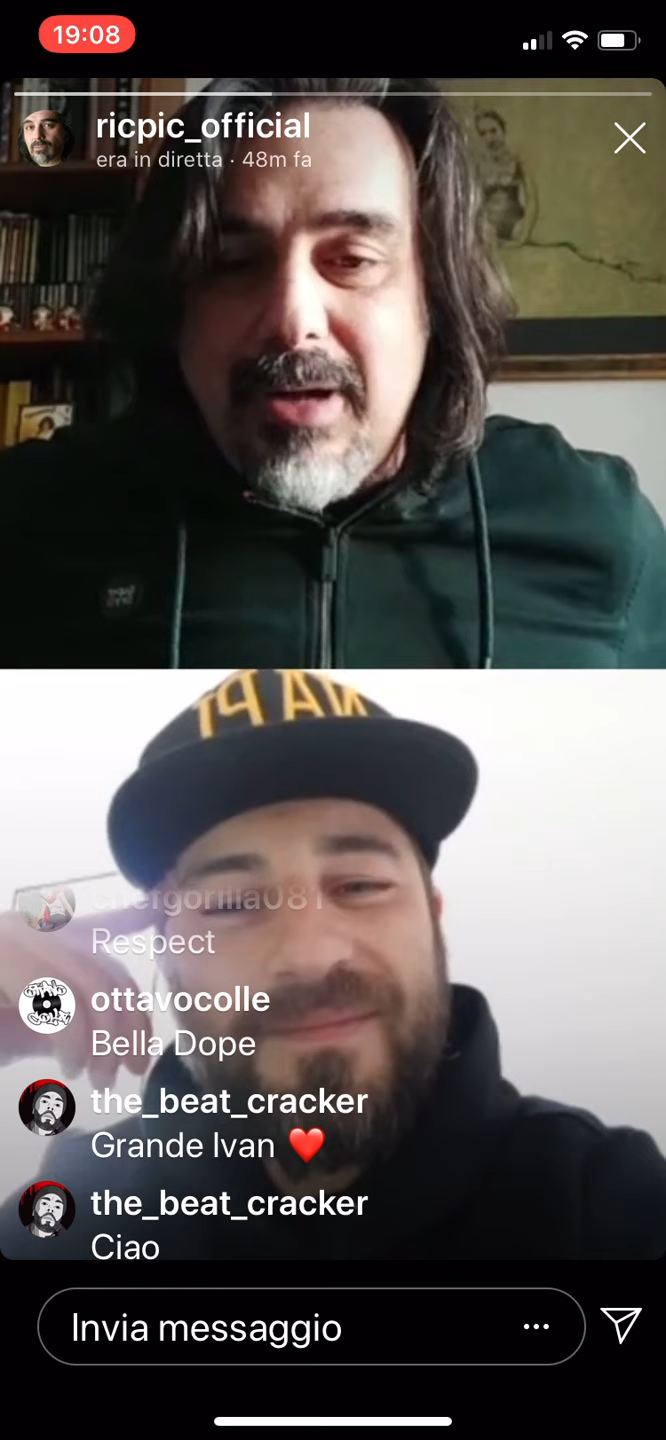 19:08
ricpic_official
era in diretta · 48m fa
chefgorilla081
Respect
ottavocolle
Bella Dope
the_beat_cracker
Grande Ivan ❤️
the_beat_cracker
Ciao
Invia messaggio